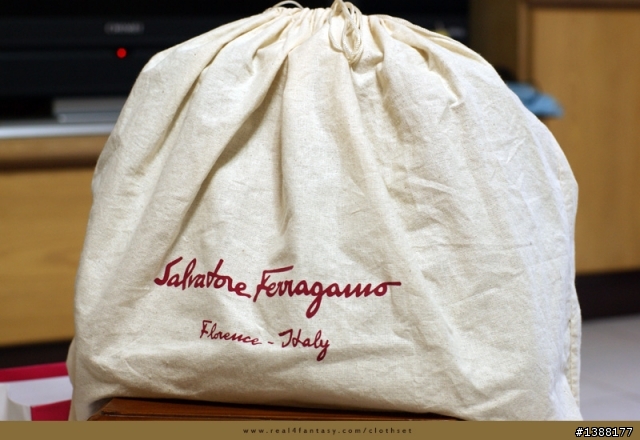 Salvatore Ferragamo
Florence - Italy
www.real4fantasy.com/clothset
#1388177